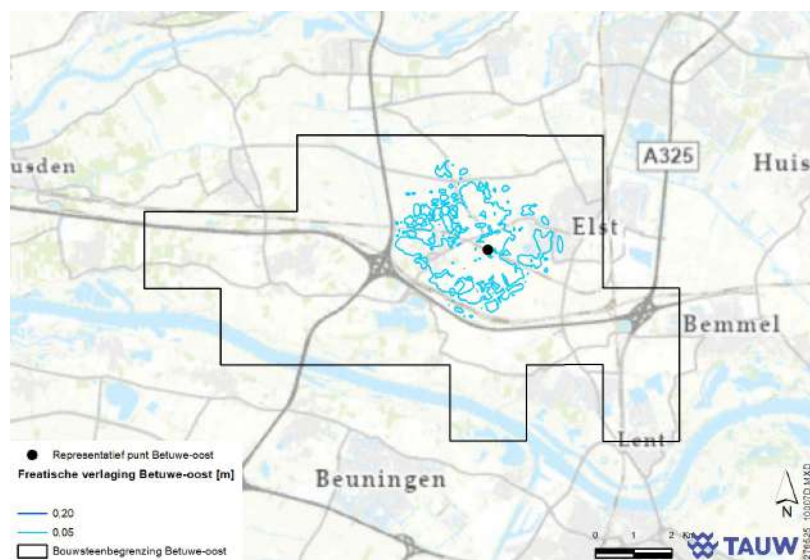 usden
A325
Huis
Elst
Bemmel
Lent
Beuningen
Representatief punt Betuwe-oost
Freatische verlaging Betuwe-oost [m]
0,20
0,05
Bouwsteenbegrenzing Betuwe-oost
N
0 1 2 Km
TAUW